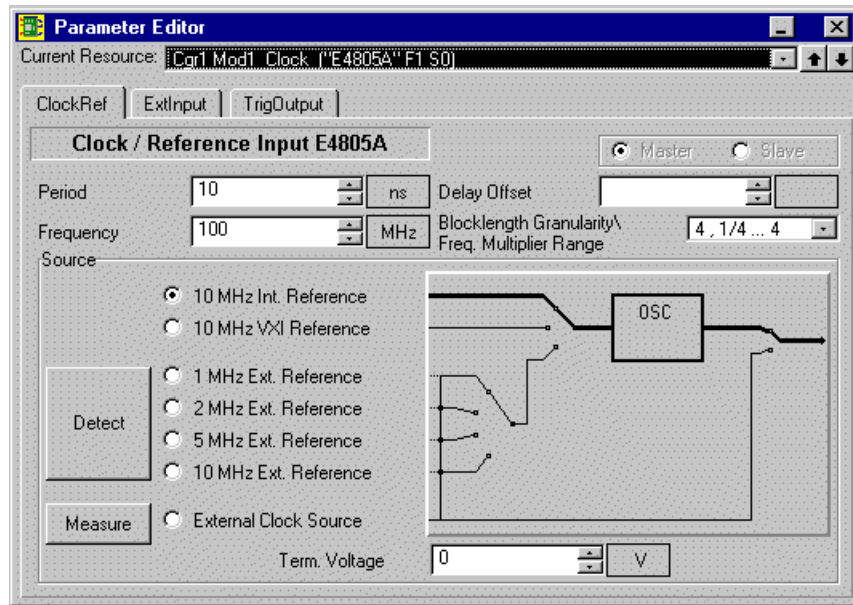 Parameter Editor
Current Resource: Cgr1 Mod1 Clock ("E4805A" F1 S0)
ClockRef ExtInput TrigOutput
Clock / Reference Input E4805A
Master Slave
Period 10 ns Delay Offset
Frequency 100 MHz Blocklength Granularity\
Freq. Multiplier Range 4 , 1/4 ... 4
Source
10 MHz Int. Reference
10 MHz VXI Reference
1 MHz Ext. Reference
2 MHz Ext. Reference
5 MHz Ext. Reference
10 MHz Ext. Reference
Detect
Measure
External Clock Source
OSC
Term. Voltage 0 V